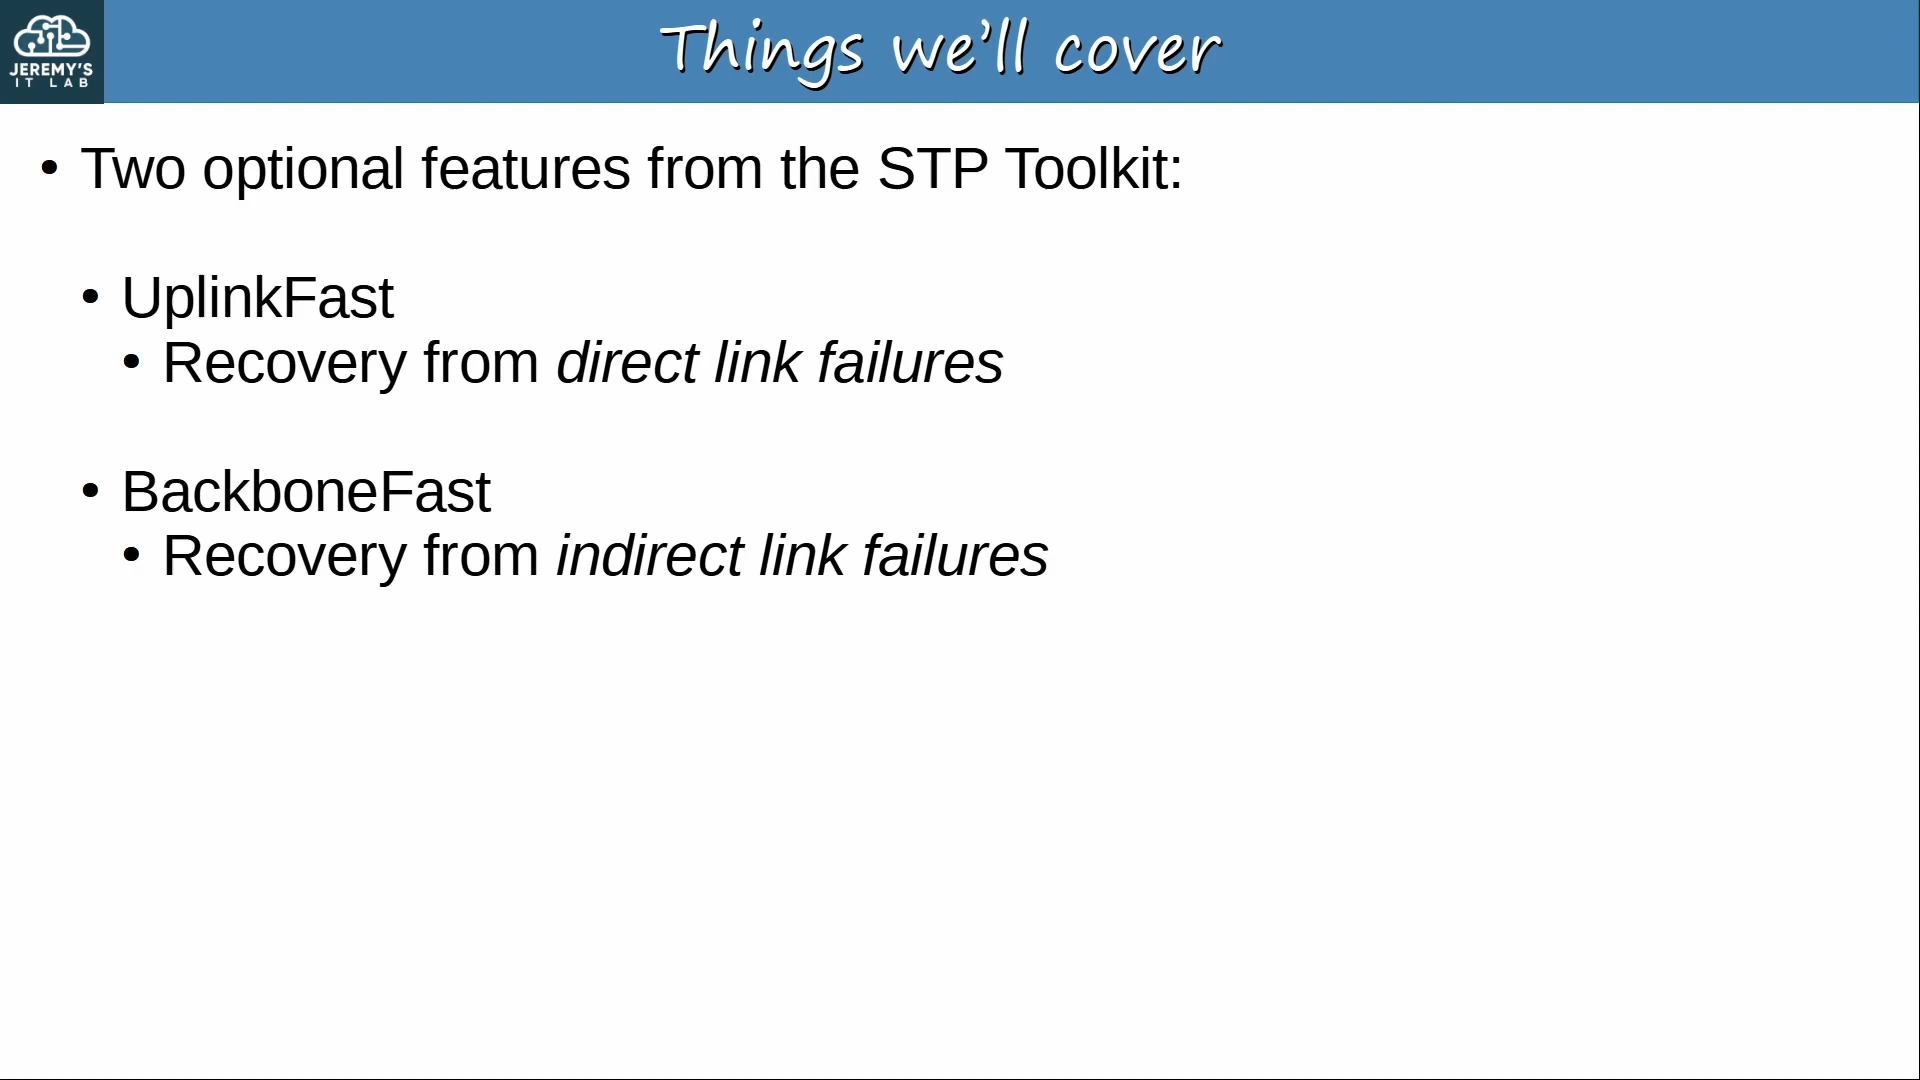 JEREMY'S
IT LAB
Things we'll cover
• Two optional features from the STP Toolkit:
• UplinkFast
• Recovery from direct link failures
• BackboneFast
• Recovery from indirect link failures